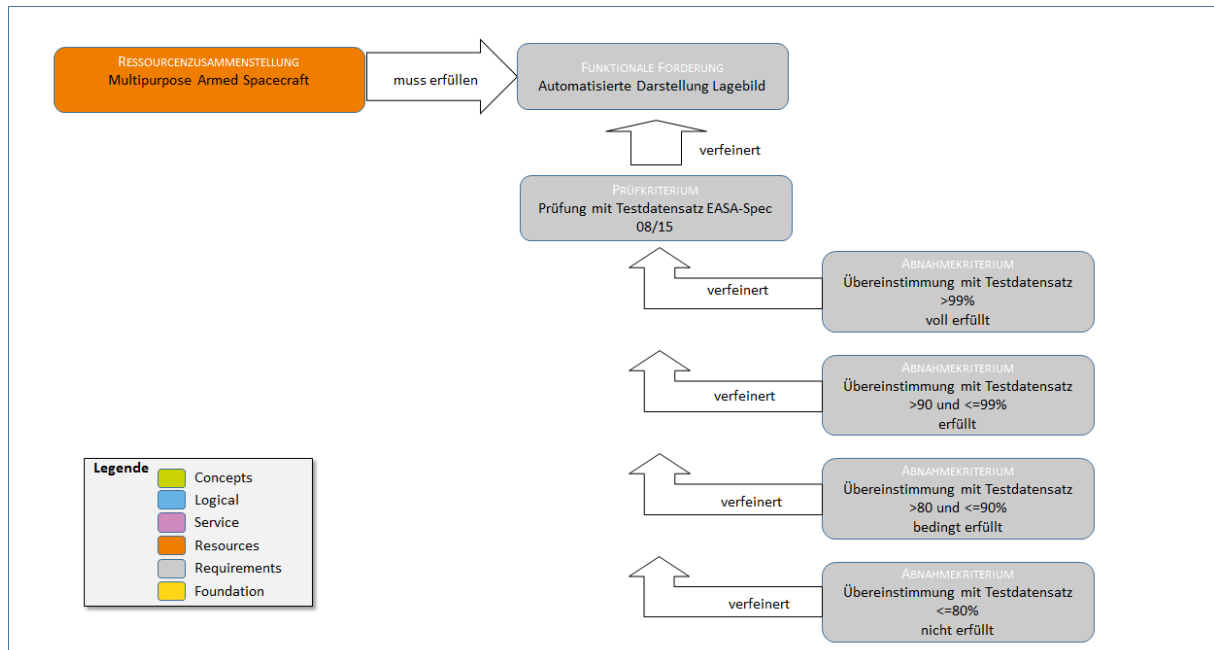 RESSOURCENZUSAMMENSTELLUNG
Multipurpose Armed Spacecraft
muss erfüllen
FUNKTIONALE FORDERUNG
Automatisierte Darstellung Lagebild
verfeinert
PRÜFKRITERIUM
Prüfung mit Testdatensatz EASA-Spec
08/15
verfeinert
ABNAHMEKRITERIUM
Übereinstimmung mit Testdatensatz
>99%
voll erfüllt
verfeinert
ABNAHMEKRITERIUM
Übereinstimmung mit Testdatensatz
>90 und <=99%
erfüllt
verfeinert
ABNAHMEKRITERIUM
Übereinstimmung mit Testdatensatz
>80 und <=90%
bedingt erfüllt
verfeinert
ABNAHMEKRITERIUM
Übereinstimmung mit Testdatensatz
<=80%
nicht erfüllt
Legende
Concepts
Logical
Service
Resources
Requirements
Foundation